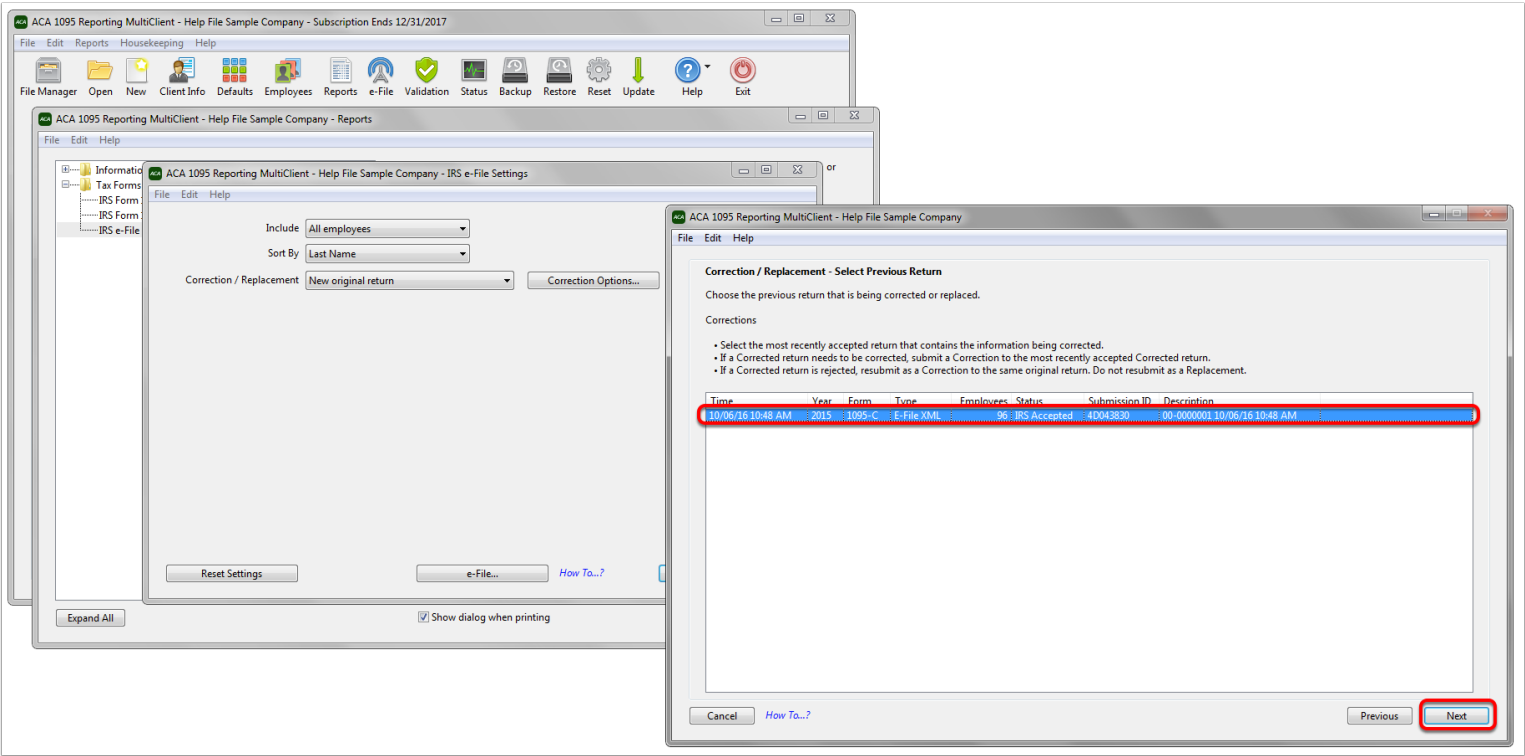 ACA ACA 1095 Reporting MultiClient - Help File Sample Company - Subscription Ends 12/31/2017
File Edit Reports Housekeeping Help
File Manager Open New Client Info Defaults Employees Reports e-File Validation Status Backup Restore Reset Update Help Exit
ACA ACA 1095 Reporting MultiClient - Help File Sample Company - Reports
File Edit Help
Informatio
or
Tax Forms
IRS Form
IRS Form
IRS e-File
ACA ACA 1095 Reporting MultiClient - Help File Sample Company - IRS e-File Settings
File Edit Help
Include All employees
Sort By Last Name
Correction / Replacement New original return Correction Options...
Reset Settings e-File... How To...?
Expand All Show dialog when printing
ACA ACA 1095 Reporting MultiClient - Help File Sample Company
File Edit Help
Correction / Replacement - Select Previous Return
Choose the previous return that is being corrected or replaced.
Corrections
• Select the most recently accepted return that contains the information being corrected.
• If a Corrected return needs to be corrected, submit a Correction to the most recently accepted Corrected return.
• If a Corrected return is rejected, resubmit as a Correction to the same original return. Do not resubmit as a Replacement.
Time Year Form Type Employees Status Submission ID Description
10/06/16 10:48 AM 2015 1095-C E-File XML 96 IRS Accepted 4D043830 00-0000001 10/06/16 10:48 AM
Cancel How To...? Previous Next